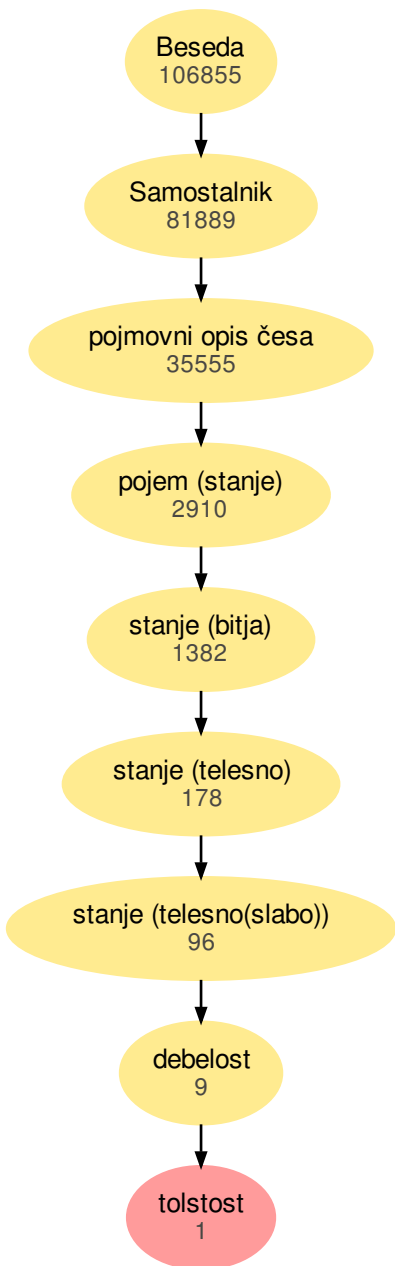 Beseda
106855
Samostalnik
81889
pojmovni opis česa
35555
pojem (stanje)
2910
stanje (bitja)
1382
stanje (telesno)
178
stanje (telesno(slabo))
96
debelost
9
tolstost
1